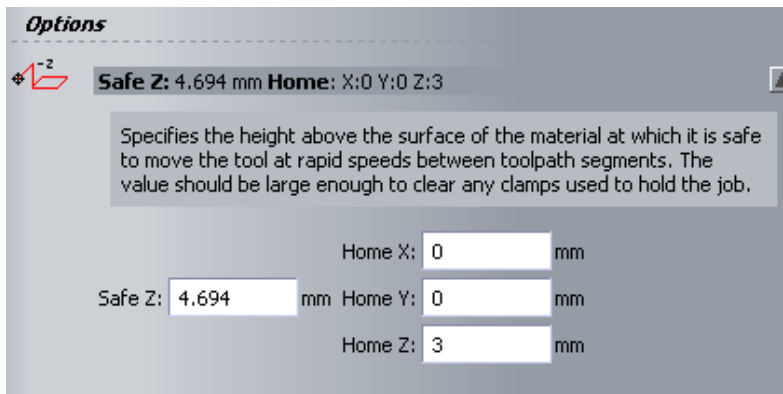 Options
-z
Safe Z: 4.694 mm Home: X:0 Y:0 Z:3
Specifies the height above the surface of the material at which it is safe
to move the tool at rapid speeds between toolpath segments. The
value should be large enough to clear any clamps used to hold the job.
Home X: 0 mm
Safe Z: 4.694 mm Home Y: 0 mm
Home Z: 3 mm